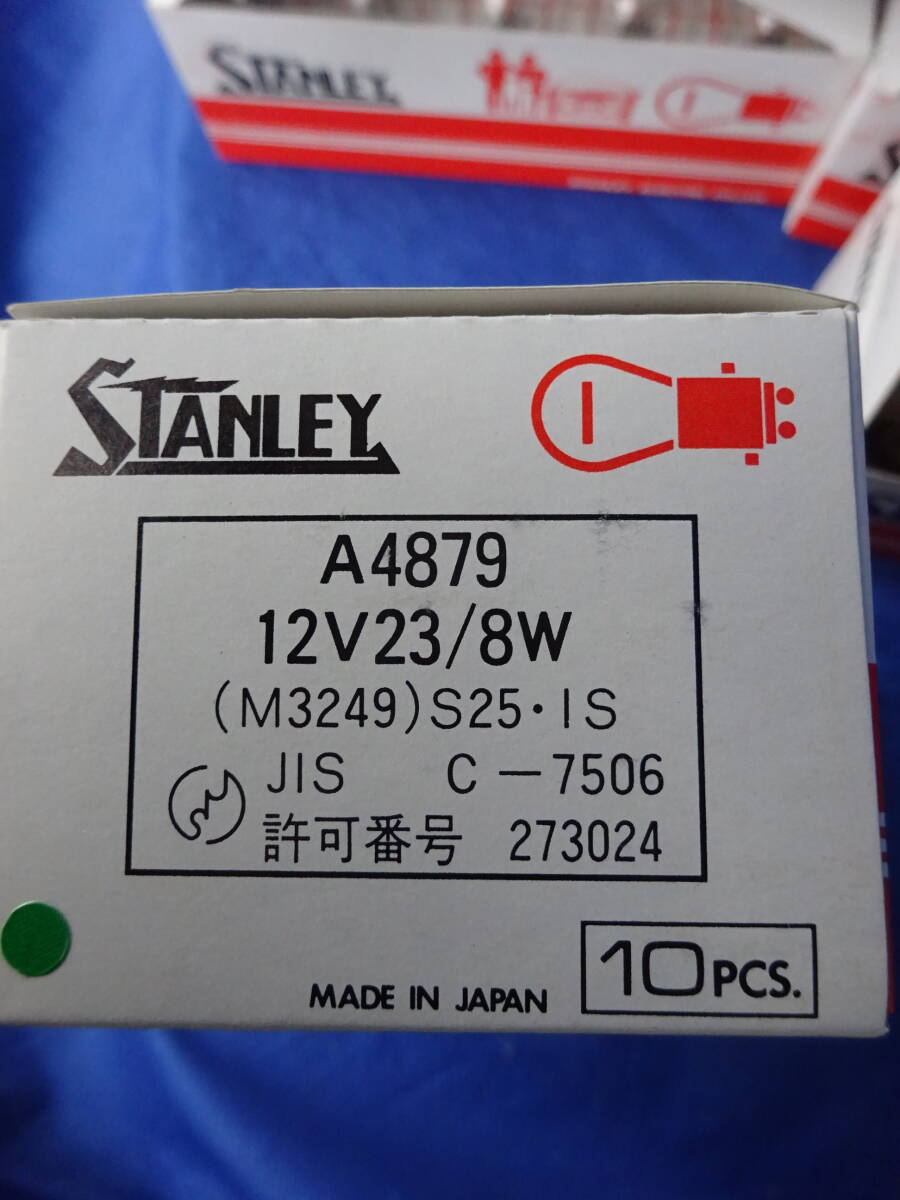 STANLEY
STANLEY
A4879
12V23/8W
(M3249)S25・IS
JIS C-7506
許可番号 273024
MADE IN JAPAN
10PCS.